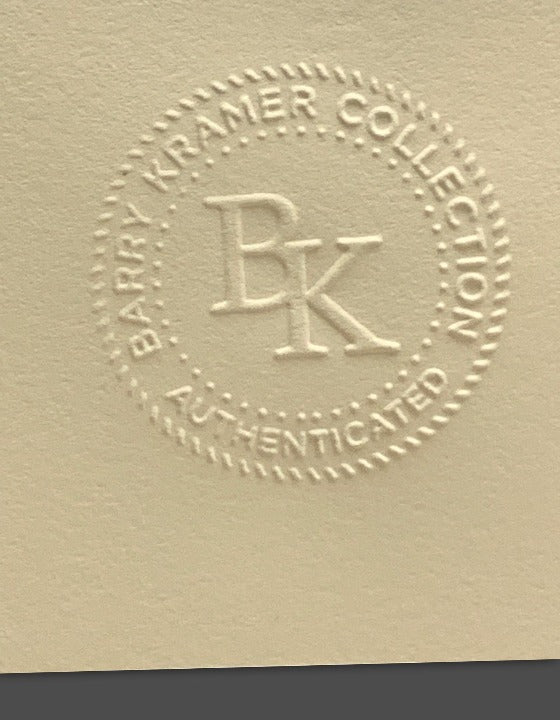 BARRY KRAMER COLLECTION
BK
AUTHENTICATED